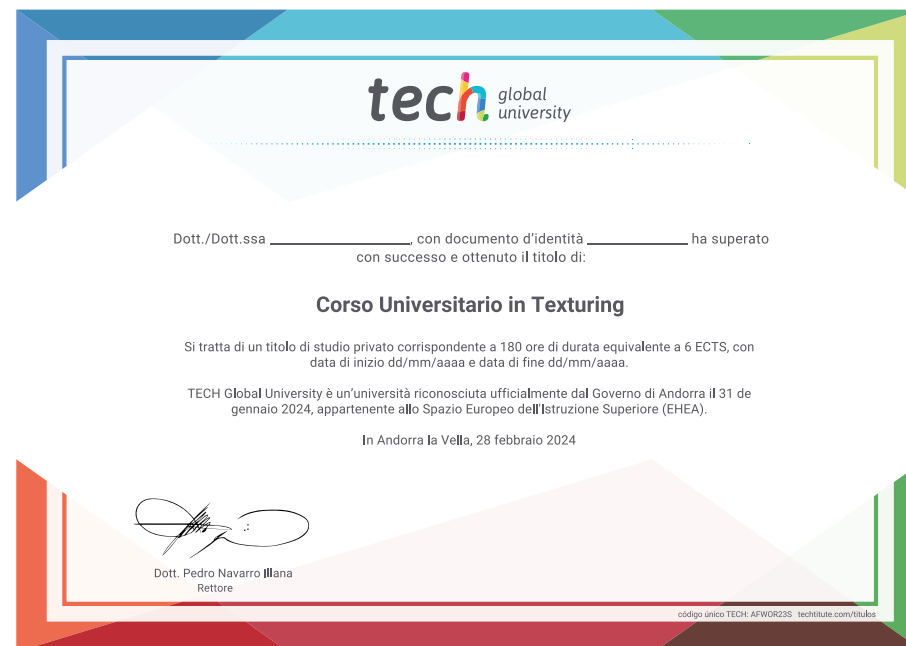 tech global
university
Dott./Dott.ssa ____________, con documento d'identità ____________ ha superato
con successo e ottenuto il titolo di:
Corso Universitario in Texturing
Si tratta di un titolo di studio privato corrispondente a 180 ore di durata equivalente a 6 ECTS, con
data di inizio dd/mm/aaaa e data di fine dd/mm/aaaa.
TECH Global University è un'università riconosciuta ufficialmente dal Governo di Andorra il 31 de
gennaio 2024, appartenente allo Spazio Europeo dell'Istruzione Superiore (EHEA).
In Andorra la Vella, 28 febbraio 2024
Dott. Pedro Navarro Illana
Rettore
código único TECH: AFWOR23S techtitute.com/titulos